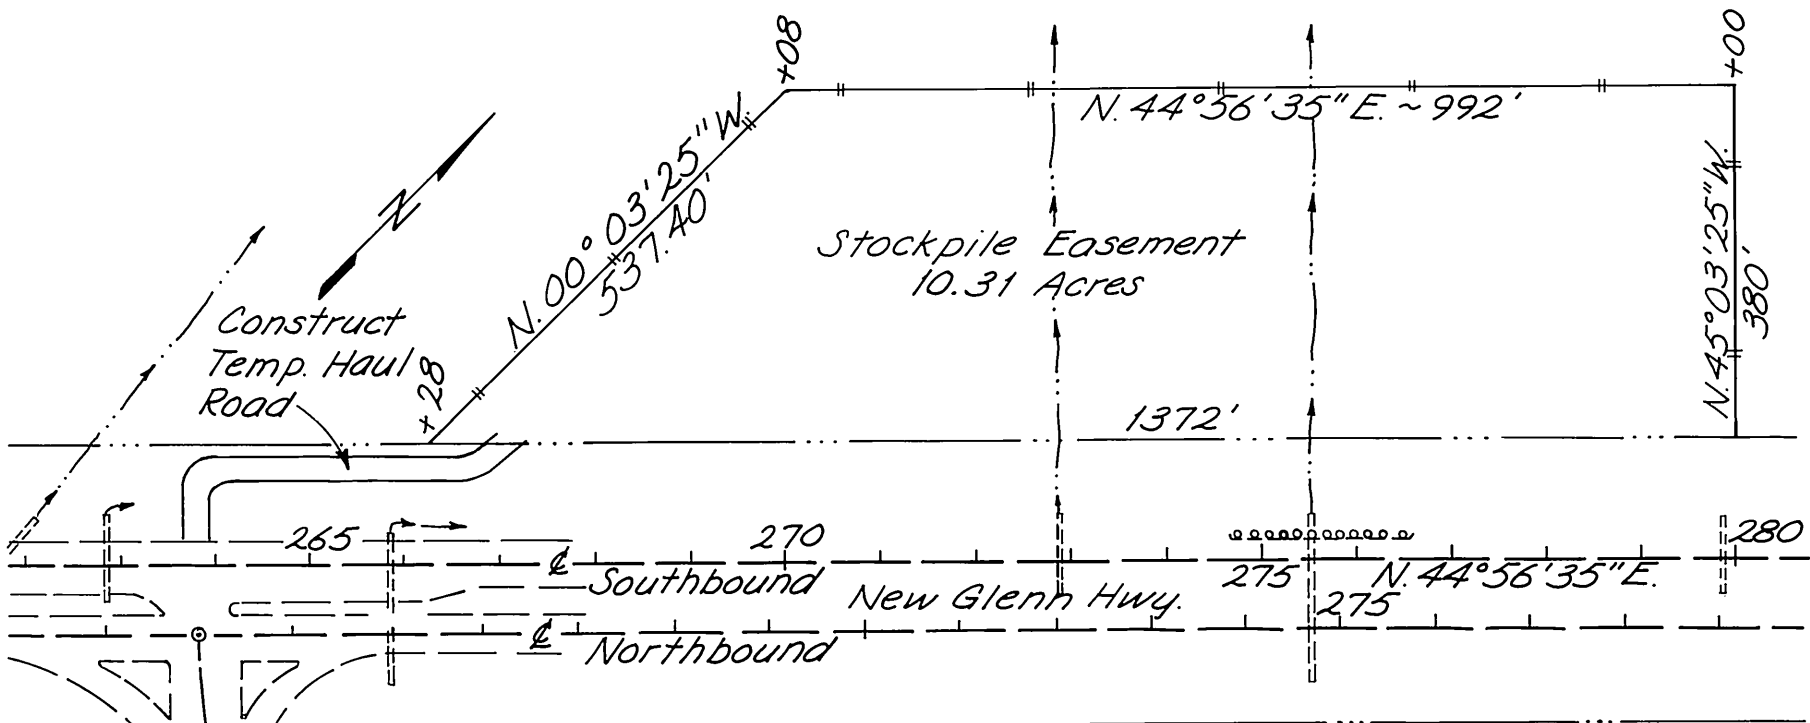 +08
+00
N. 44°56'35" E. ~ 992'
N. 00° 03' 25" W.
537.40'
N. 45° 03' 25" W.
380'
N
Stockpile Easement
10.31 Acres
Construct
Temp. Haul
Road
+28
1372'
265
270
280
℄
Southbound
275
N. 44°56'35" E.
New Glenn Hwy.
275
℄
Northbound